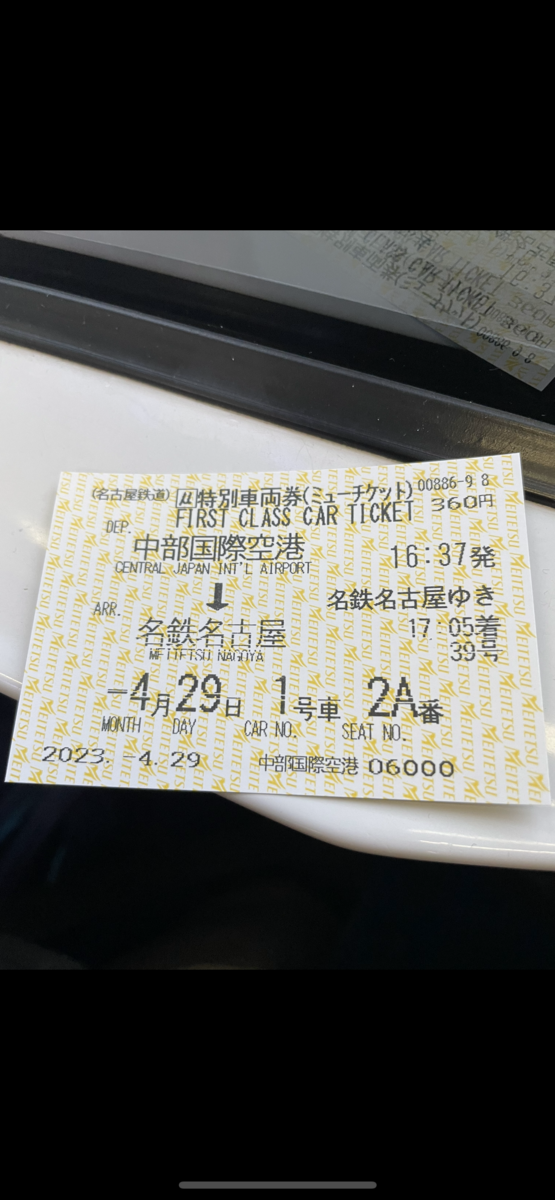 (名古屋鉄道) μ特別車両券(ミューチケット) 00886-98
FIRST CLASS CAR TICKET 360円
DEP. 中部国際空港 16:37発
CENTRAL JAPAN INT'L AIRPORT
↓ 名鉄名古屋ゆき
ARR. 名鉄名古屋 17:05着
MEITETSU NAGOYA 39号
-4月29日 1号車 2A番
MONTH DAY CAR NO. SEAT NO.
2023.-4.29 中部国際空港 06000